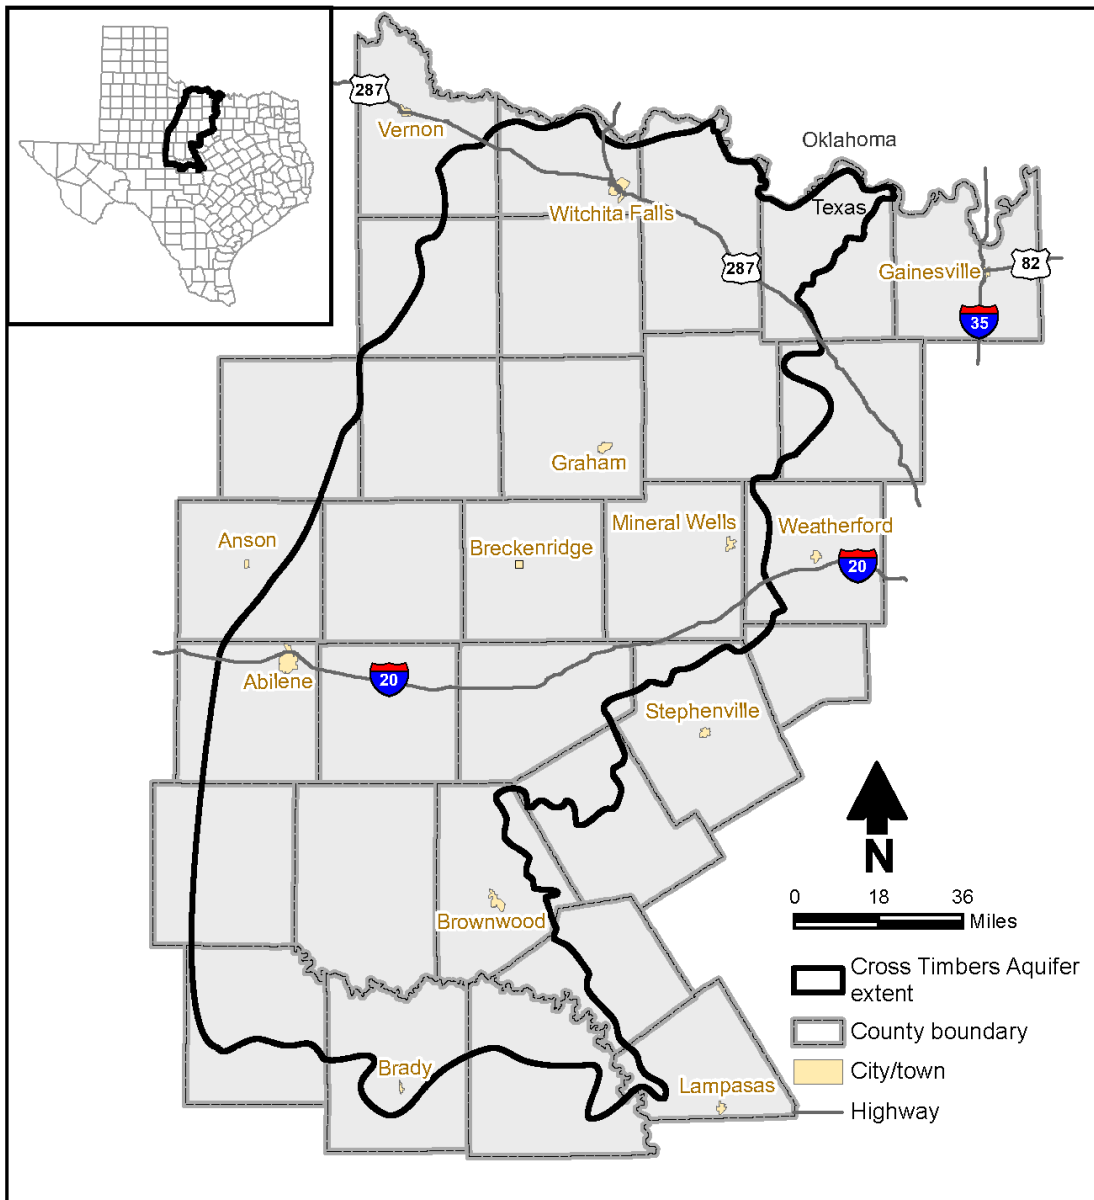 287
Vernon
Oklahoma
Witchita Falls
Texas
287
Gainesville
82
35
Graham
Anson
Breckenridge
Mineral Wells
Weatherford
20
Abilene
20
Stephenville
N
Brownwood
0 18 36
Miles
Cross Timbers Aquifer
extent
County boundary
Brady
City/town
Lampasas
Highway